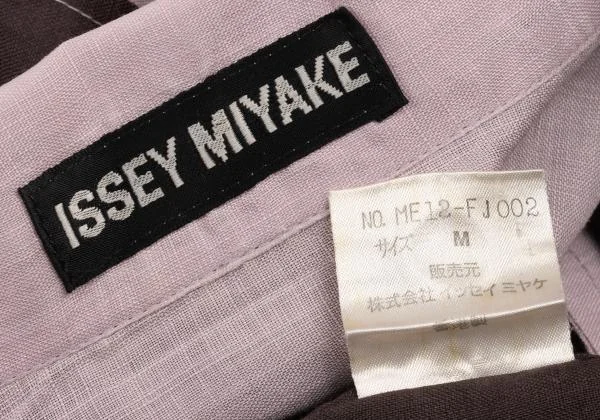 ISSEY MIYAKE
NO. ME12-FJ002
サイズ M
販売元
株式会社 イッセイ ミヤケ